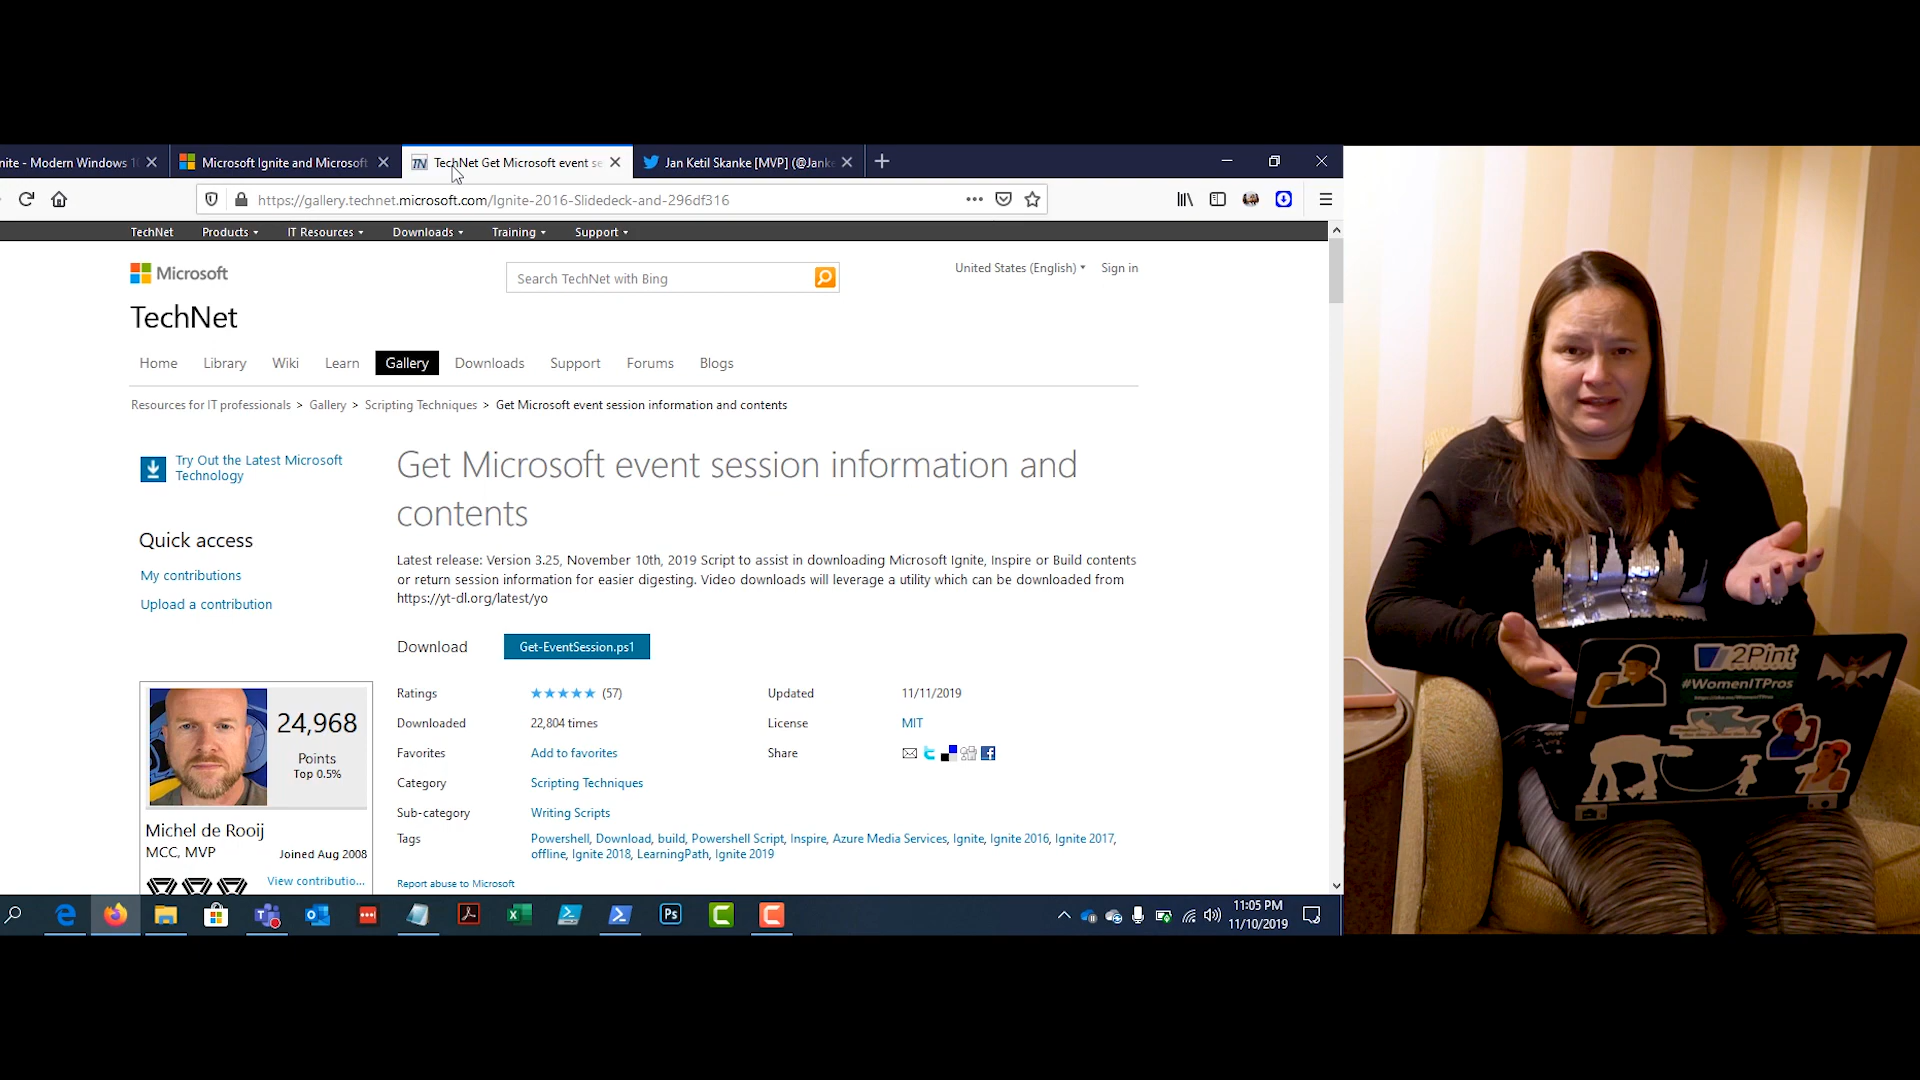 nite - Modern Windows 1
Microsoft Ignite and Microsoft
TN TechNet Get Microsoft event se
Jan Ketil Skanke [MVP] (@Janke
https://gallery.technet.microsoft.com/Ignite-2016-Slidedeck-and-296df316
TechNet Products IT Resources Downloads Training Support
Microsoft
Search TechNet with Bing
United States (English) Sign in
TechNet
Home Library Wiki Learn Gallery Downloads Support Forums Blogs
Resources for IT professionals > Gallery > Scripting Techniques > Get Microsoft event session information and contents
Try Out the Latest Microsoft
Technology
Get Microsoft event session information and
contents
Quick access
My contributions
Upload a contribution
Latest release: Version 3.25, November 10th, 2019 Script to assist in downloading Microsoft Ignite, Inspire or Build contents
or return session information for easier digesting. Video downloads will leverage a utility which can be downloaded from
https://yt-dl.org/latest/yo
Download Get-EventSession.ps1
Ratings (57) Updated 11/11/2019
Downloaded 22,804 times License MIT
Favorites Add to favorites Share
Category Scripting Techniques
Sub-category Writing Scripts
Tags Powershell, Download, build, Powershell Script, Inspire, Azure Media Services, Ignite, Ignite 2016, Ignite 2017,
offline, Ignite 2018, LearningPath, Ignite 2019
Report abuse to Microsoft
24,968
Points
Top 0.5%
Michel de Rooij
MCC, MVP Joined Aug 2008
View contributio...
Ps
11:05 PM
11/10/2019
2Pint
#WomenITPros